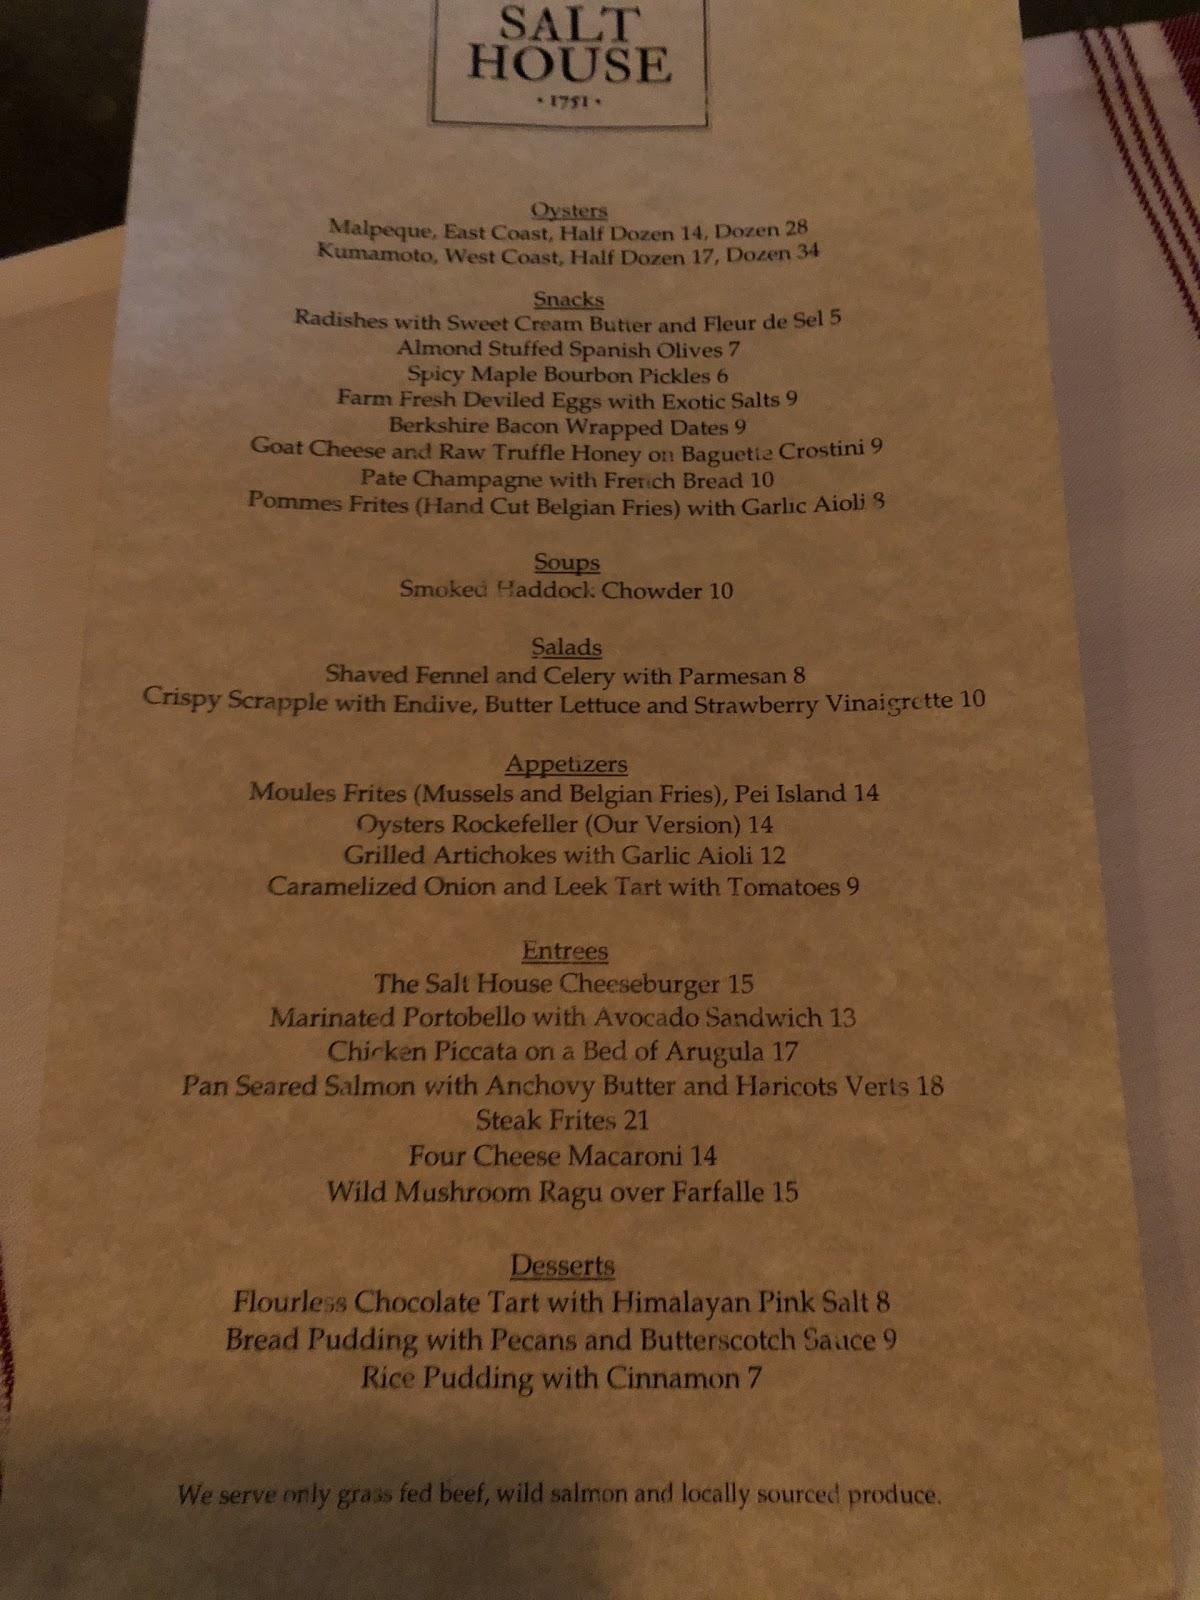 SALT
HOUSE
· 1751 ·
Oysters
Malpeque, East Coast, Half Dozen 14, Dozen 28
Kumamoto, West Coast, Half Dozen 17, Dozen 34
Snacks
Radishes with Sweet Cream Butter and Fleur de Sel 5
Almond Stuffed Spanish Olives 7
Spicy Maple Bourbon Pickles 6
Farm Fresh Deviled Eggs with Exotic Salts 9
Berkshire Bacon Wrapped Dates 9
Goat Cheese and Raw Truffle Honey on Baguette Crostini 9
Pate Champagne with French Bread 10
Pommes Frites (Hand Cut Belgian Fries) with Garlic Aioli 8
Soups
Smoked Haddock Chowder 10
Salads
Shaved Fennel and Celery with Parmesan 8
Crispy Scrapple with Endive, Butter Lettuce and Strawberry Vinaigrette 10
Appetizers
Moules Frites (Mussels and Belgian Fries), Pei Island 14
Oysters Rockefeller (Our Version) 14
Grilled Artichokes with Garlic Aioli 12
Caramelized Onion and Leek Tart with Tomatoes 9
Entrees
The Salt House Cheeseburger 15
Marinated Portobello with Avocado Sandwich 13
Chicken Piccata on a Bed of Arugula 17
Pan Seared Salmon with Anchovy Butter and Haricots Verts 18
Steak Frites 21
Four Cheese Macaroni 14
Wild Mushroom Ragu over Farfalle 15
Desserts
Flourless Chocolate Tart with Himalayan Pink Salt 8
Bread Pudding with Pecans and Butterscotch Sauce 9
Rice Pudding with Cinnamon 7
We serve only grass fed beef, wild salmon and locally sourced produce.